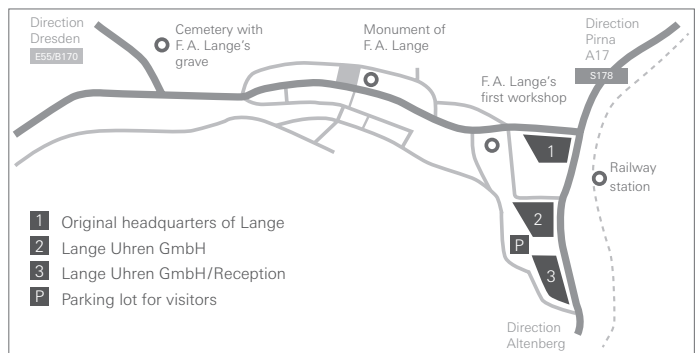 Direction
Dresden
E55/B170
Cemetery with
F. A. Lange's
grave
Monument of
F. A. Lange
Direction
Pirna
A17
S178
F. A. Lange's
first workshop
1
Railway
station
2
P
3
Direction
Altenberg
1 Original headquarters of Lange
2 Lange Uhren GmbH
3 Lange Uhren GmbH/Reception
P Parking lot for visitors